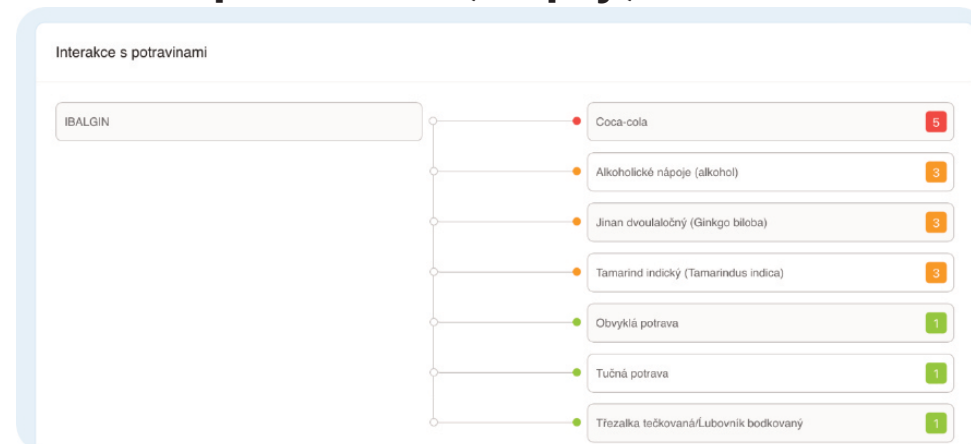 Interakce s potravinami
IBALGIN
Coca-cola 5
Alkoholické nápoje (alkohol) 3
Jinan dvoulaločný (Ginkgo biloba) 3
Tamarind indický (Tamarindus indica) 3
Obvyklá potrava 1
Tučná potrava 1
Třezalka tečkovaná/Ĺubovník bodkovaný 1